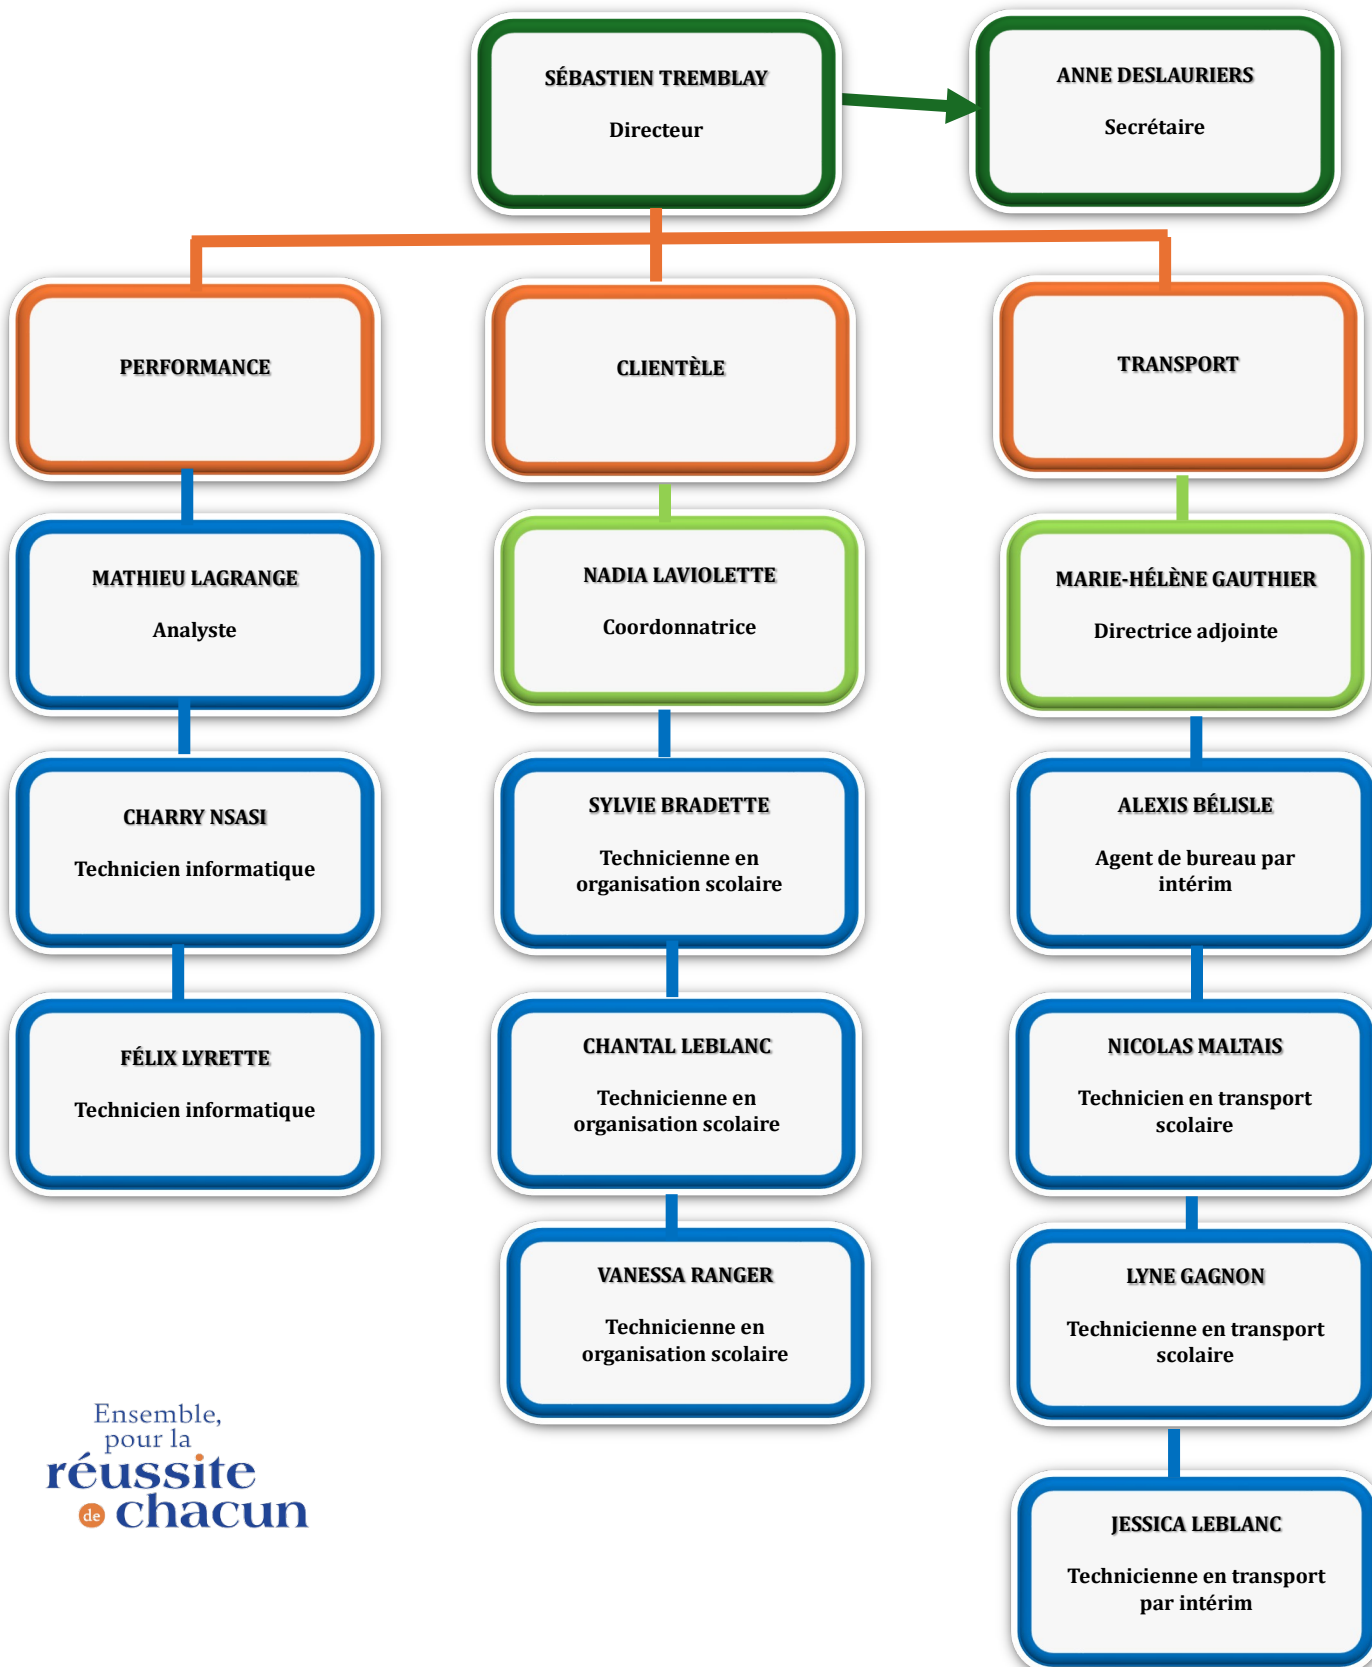 SÉBASTIEN TREMBLAY
Directeur
ANNE DESLAURIERS
Secrétaire
PERFORMANCE
CLIENTÈLE
TRANSPORT
MATHIEU LAGRANGE
Analyste
NADIA LAVIOLETTE
Coordonnatrice
MARIE-HÉLÈNE GAUTHIER
Directrice adjointe
CHARRY NSASI
Technicien informatique
SYLVIE BRADETTE
Technicienne en
organisation scolaire
ALEXIS BÉLISLE
Agent de bureau par
intérim
FÉLIX LYRETTE
Technicien informatique
CHANTAL LEBLANC
Technicienne en
organisation scolaire
NICOLAS MALTAIS
Technicien en transport
scolaire
VANESSA RANGER
Technicienne en
organisation scolaire
LYNE GAGNON
Technicienne en transport
scolaire
JESSICA LEBLANC
Technicienne en transport
par intérim
Ensemble,
pour la
réussite
de chacun